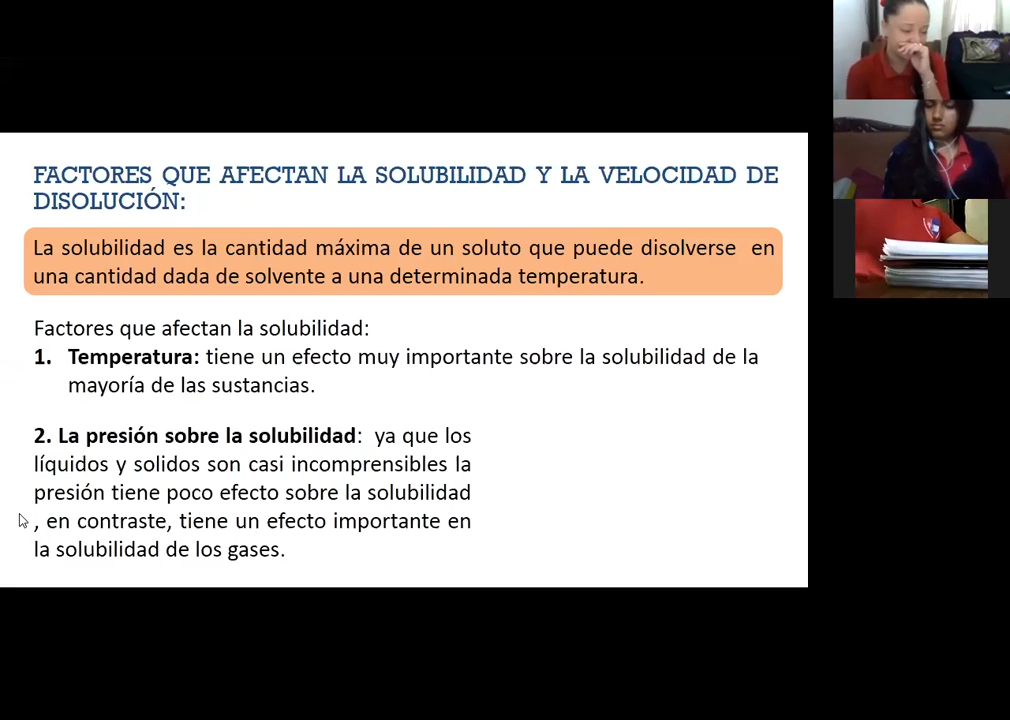 FACTORES QUE AFECTAN LA SOLUBILIDAD Y LA VELOCIDAD DE
DISOLUCIÓN:
La solubilidad es la cantidad máxima de un soluto que puede disolverse en
una cantidad dada de solvente a una determinada temperatura.
Factores que afectan la solubilidad:
1. Temperatura: tiene un efecto muy importante sobre la solubilidad de la
mayoría de las sustancias.
2. La presión sobre la solubilidad: ya que los
líquidos y solidos son casi incomprensibles la
presión tiene poco efecto sobre la solubilidad
, en contraste, tiene un efecto importante en
la solubilidad de los gases.